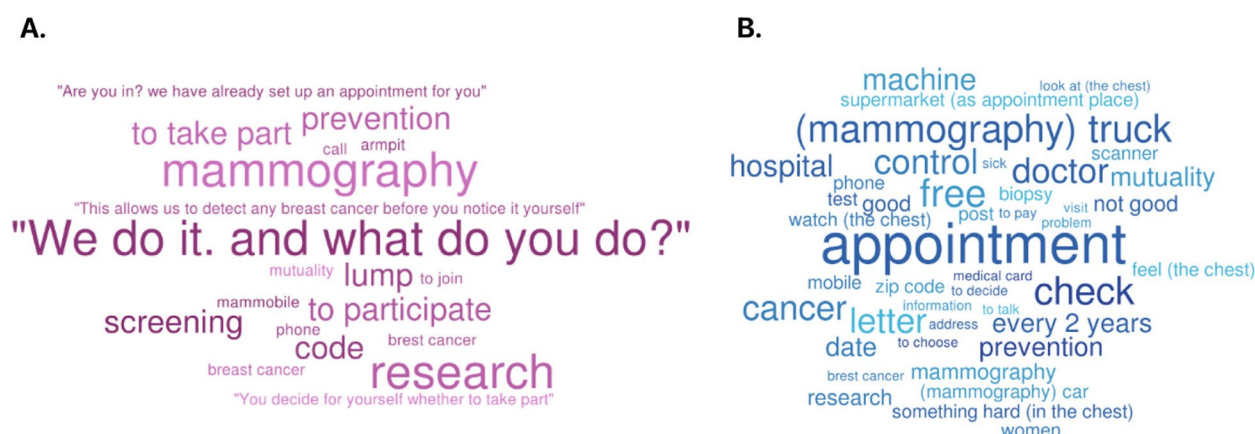 A.
"Are you in? we have already set up an appointment for you"
to take part prevention
call armpit
mammography
"This allows us to detect any breast cancer before you notice it yourself"
"We do it. and what do you do?"
mutuality lump to join
mammobile to participate
screening phone
code brest cancer
breast cancer research
"You decide for yourself whether to take part"
B.
machine look at (the chest)
supermarket (as appointment place)
(mammography) truck
hospital control sick doctor scanner
mutuality
phone free biopsy
test good visit not good
watch (the chest) post to pay problem
appointment
feel (the chest)
mobile zip code medical card
to decide check
cancer information to talk
letter address every 2 years
date to choose prevention
brest cancer mammography
research (mammography) car
something hard (in the chest)
women